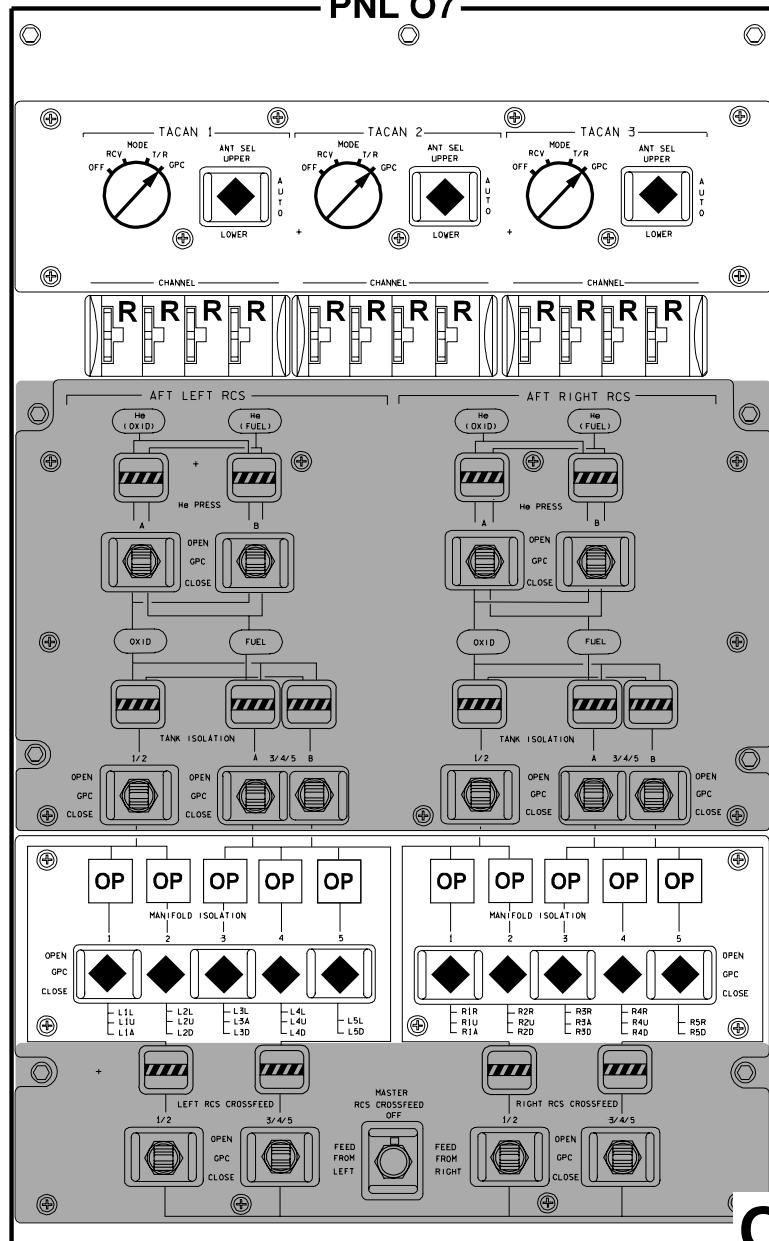 PNL O7
TACAN 1 TACAN 2 TACAN 3
MODE ANT SEL MODE ANT SEL MODE ANT SEL
OFF RCV T/R GPC UPPER OFF RCV T/R GPC UPPER OFF RCV T/R GPC UPPER
AUTO AUTO AUTO
LOWER LOWER LOWER
CHANNEL CHANNEL CHANNEL
R R R R R R R R R R R R
AFT LEFT RCS AFT RIGHT RCS
He He He He
(OXID) (FUEL) (OXID) (FUEL)
He PRESS He PRESS
A B A B
OPEN OPEN
GPC GPC
CLOSE CLOSE
OXID FUEL OXID FUEL
TANK ISOLATION TANK ISOLATION
1/2 A 3/4/5 B 1/2 A 3/4/5 B
OPEN OPEN OPEN OPEN
GPC GPC GPC GPC
CLOSE CLOSE CLOSE CLOSE
OP OP OP OP OP OP OP OP OP OP
MANIFOLD ISOLATION MANIFOLD ISOLATION
1 2 3 4 5 1 2 3 4 5
OPEN OPEN
GPC GPC
CLOSE CLOSE
L1L L2L L3L L4L R1R R2R R3R R4R
L1U L2U L3A L4U L5L R1U R2U R3A R4U R5R
L1A L2D L3D L4D L5D R1A R2D R3D R4D R5D
LEFT RCS CROSSFEED MASTER RIGHT RCS CROSSFEED
RCS CROSSFEED
OFF
1/2 3/4/5 1/2 3/4/5
OPEN FEED FEED OPEN
GPC FROM FROM GPC
CLOSE LEFT RIGHT CLOSE